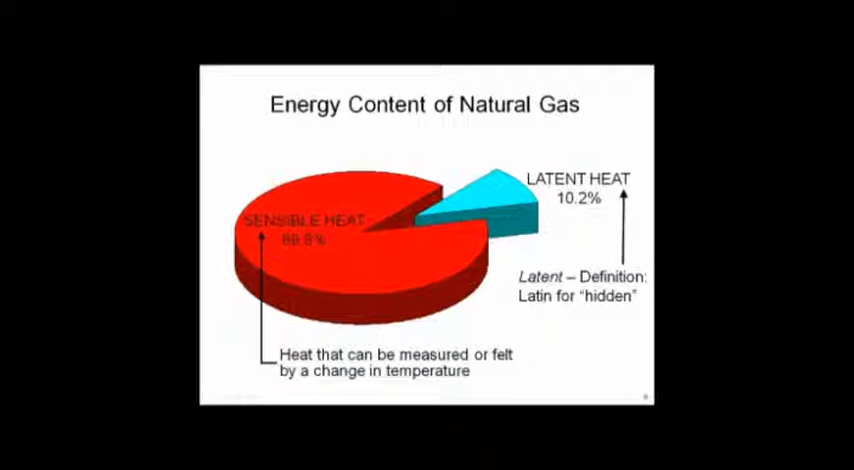 Energy Content of Natural Gas
LATENT HEAT
10.2%
SENSIBLE HEAT
89.8%
Latent – Definition:
Latin for “hidden”
Heat that can be measured or felt
by a change in temperature